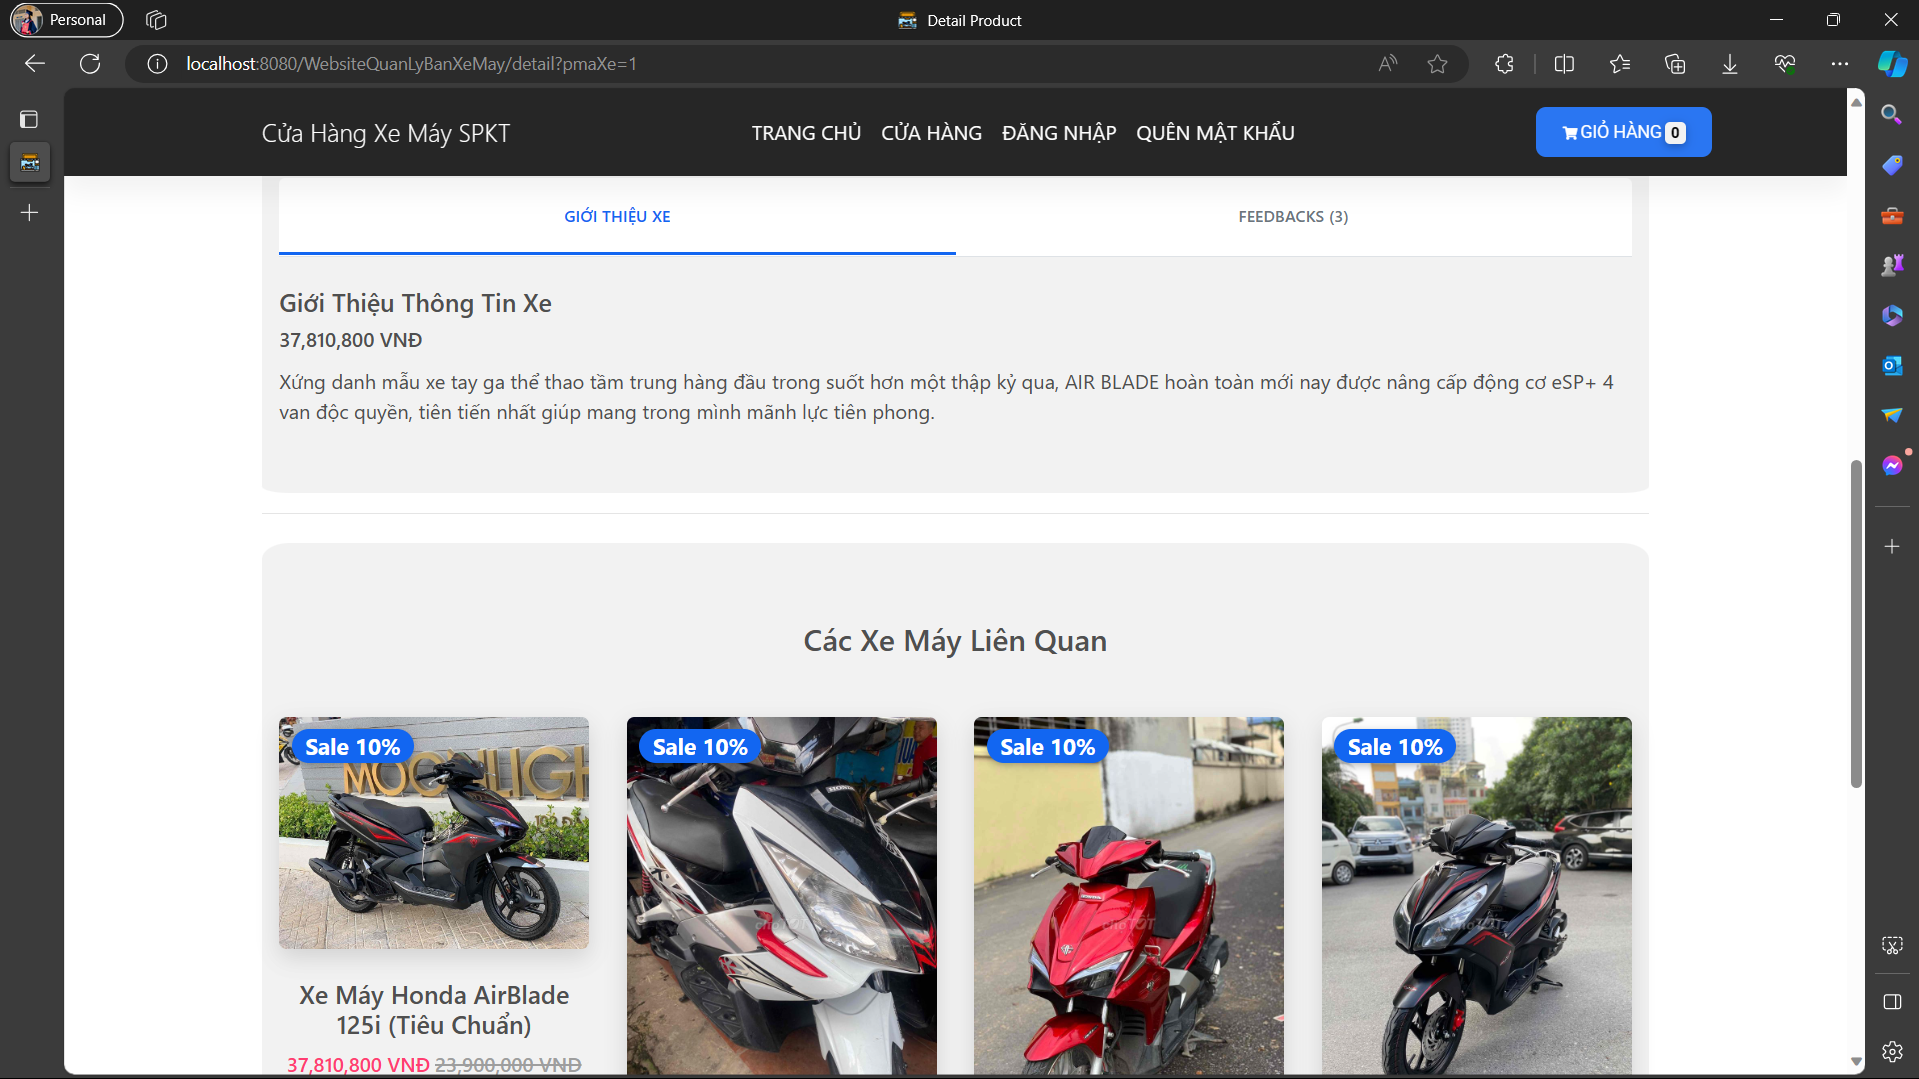 Personal
Detail Product
localhost:8080/WebsiteQuanLyBanXeMay/detail?pmaXe=1
Cửa Hàng Xe Máy SPKT
TRANG CHỦ CỬA HÀNG ĐĂNG NHẬP QUÊN MẬT KHẨU
GIỎ HÀNG 0
GIỚI THIỆU XE
FEEDBACKS (3)
Giới Thiệu Thông Tin Xe
37,810,800 VNĐ
Xứng danh mẫu xe tay ga thể thao tầm trung hàng đầu trong suốt hơn một thập kỷ qua, AIR BLADE hoàn toàn mới nay được nâng cấp động cơ eSP+ 4
van độc quyền, tiên tiến nhất giúp mang trong mình mãnh lực tiên phong.
Các Xe Máy Liên Quan
Sale 10%
Sale 10%
Sale 10%
Sale 10%
HONDA
Xe Máy Honda AirBlade
125i (Tiêu Chuẩn)
37,810,800 VNĐ 23,900,000 VNĐ